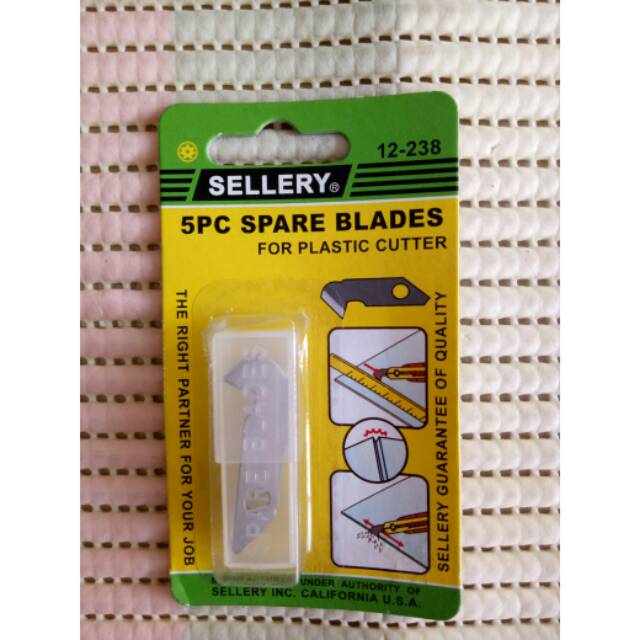 12-238
SELLERY®
5PC SPARE BLADES
FOR PLASTIC CUTTER
THE RIGHT PARTNER FOR YOUR JOB
SELLERY GUARANTEE OF QUALITY
UNDER AUTHORITY OF
SELLERY INC. CALIFORNIA U.S.A.